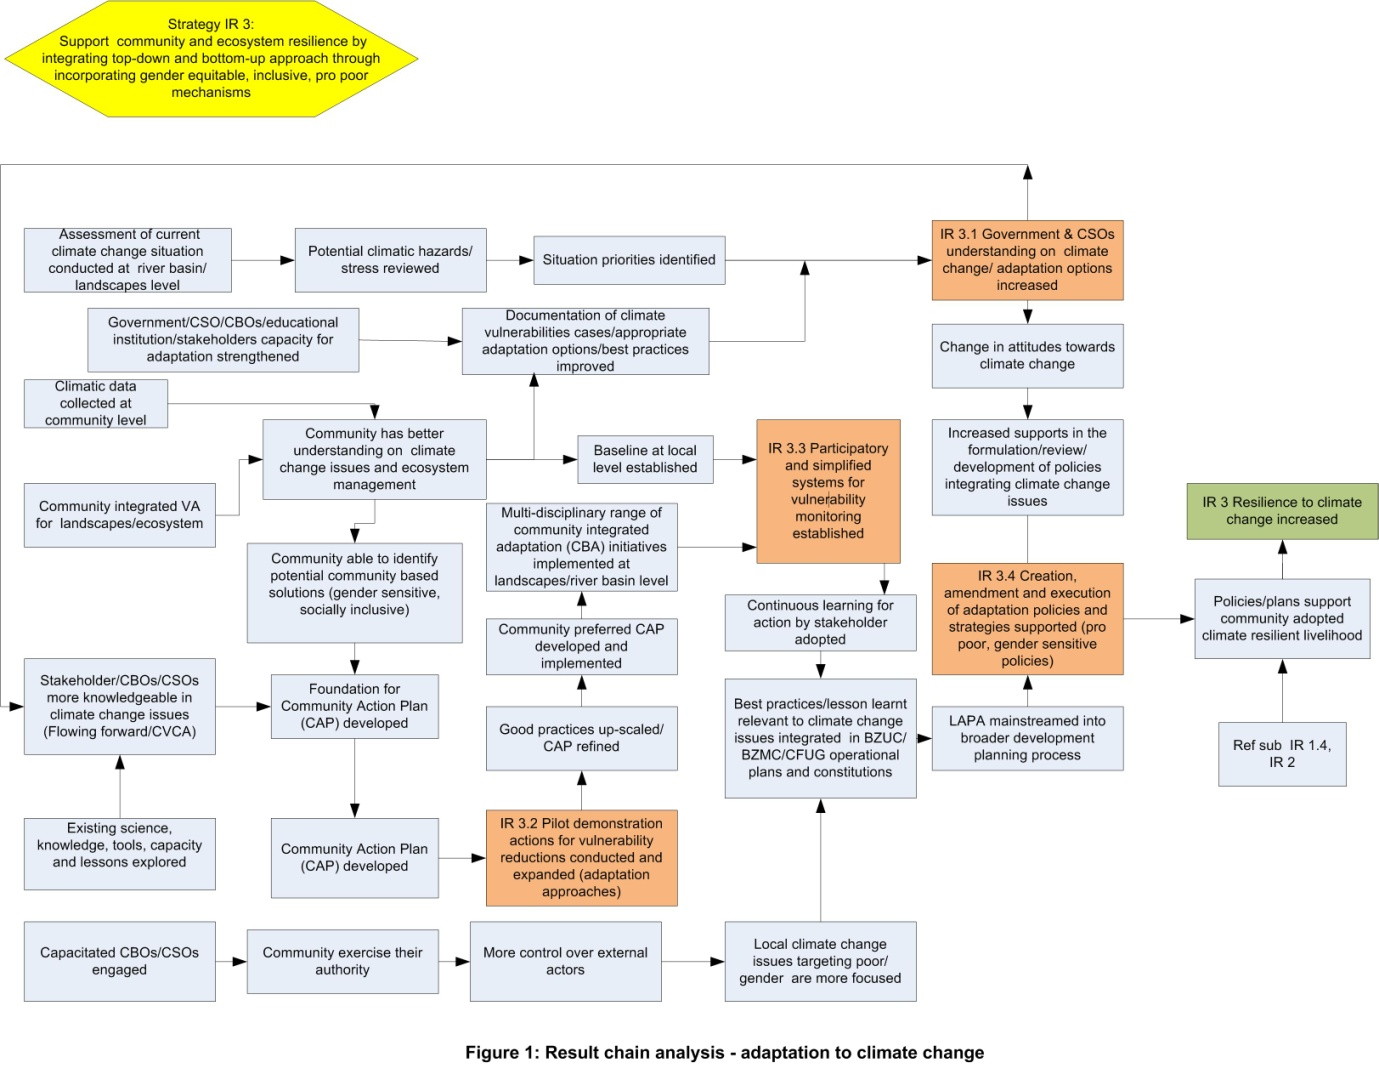 Strategy IR 3:
Support community and ecosystem resilience by
integrating top-down and bottom-up approach through
incorporating gender equitable, inclusive, pro poor
mechanisms
Assessment of current
climate change situation
conducted at river basin/
landscapes level
Potential climatic hazards/
stress reviewed
Situation priorities identified
IR 3.1 Government & CSOs
understanding on climate
change/ adaptation options
increased
Government/CSO/CBOs/educational
institution/stakeholders capacity for
adaptation strengthened
Documentation of climate
vulnerabilities cases/appropriate
adaptation options/best practices
improved
Change in attitudes towards
climate change
Climatic data
collected at
community level
Community has better
understanding on climate
change issues and ecosystem
management
Baseline at local
level established
IR 3.3 Participatory
and simplified
systems for
vulnerability
monitoring
established
Increased supports in the
formulation/review/
development of policies
integrating climate change
issues
Community integrated VA
for landscapes/ecosystem
Multi-disciplinary range of
community integrated
adaptation (CBA) initiatives
implemented at
landscapes/river basin level
IR 3 Resilience to climate
change increased
Community able to identify
potential community based
solutions (gender sensitive,
socially inclusive)
Continuous learning for
action by stakeholder
adopted
IR 3.4 Creation,
amendment and execution
of adaptation policies and
strategies supported (pro
poor, gender sensitive
policies)
Policies/plans support
community adopted
climate resilient livelihood
Community preferred CAP
developed and
implemented
Stakeholder/CBOs/CSOs
more knowledgeable in
climate change issues
(Flowing forward/CVCA)
Foundation for
Community Action Plan
(CAP) developed
Good practices up-scaled/
CAP refined
Best practices/lesson learnt
relevant to climate change
issues integrated in BZUC/
BZMC/CFUG operational
plans and constitutions
LAPA mainstreamed into
broader development
planning process
Ref sub IR 1.4,
IR 2
Existing science,
knowledge, tools, capacity
and lessons explored
Community Action Plan
(CAP) developed
IR 3.2 Pilot demonstration
actions for vulnerability
reductions conducted and
expanded (adaptation
approaches)
Capacitated CBOs/CSOs
engaged
Community exercise their
authority
More control over external
actors
Local climate change
issues targeting poor/
gender are more focused
Figure 1: Result chain analysis - adaptation to climate change